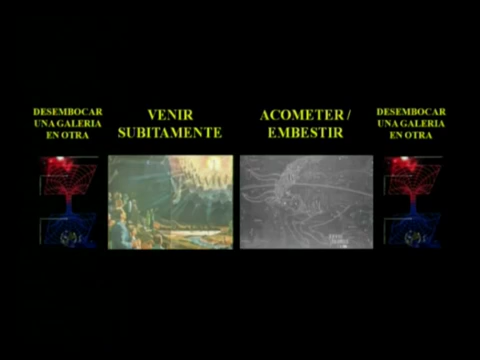 DESEMBOCAR
UNA GALERIA
EN OTRA
VENIR
SUBITAMENTE
ACOMETER /
EMBESTIR
DESEMBOCAR
UNA GALERIA
EN OTRA